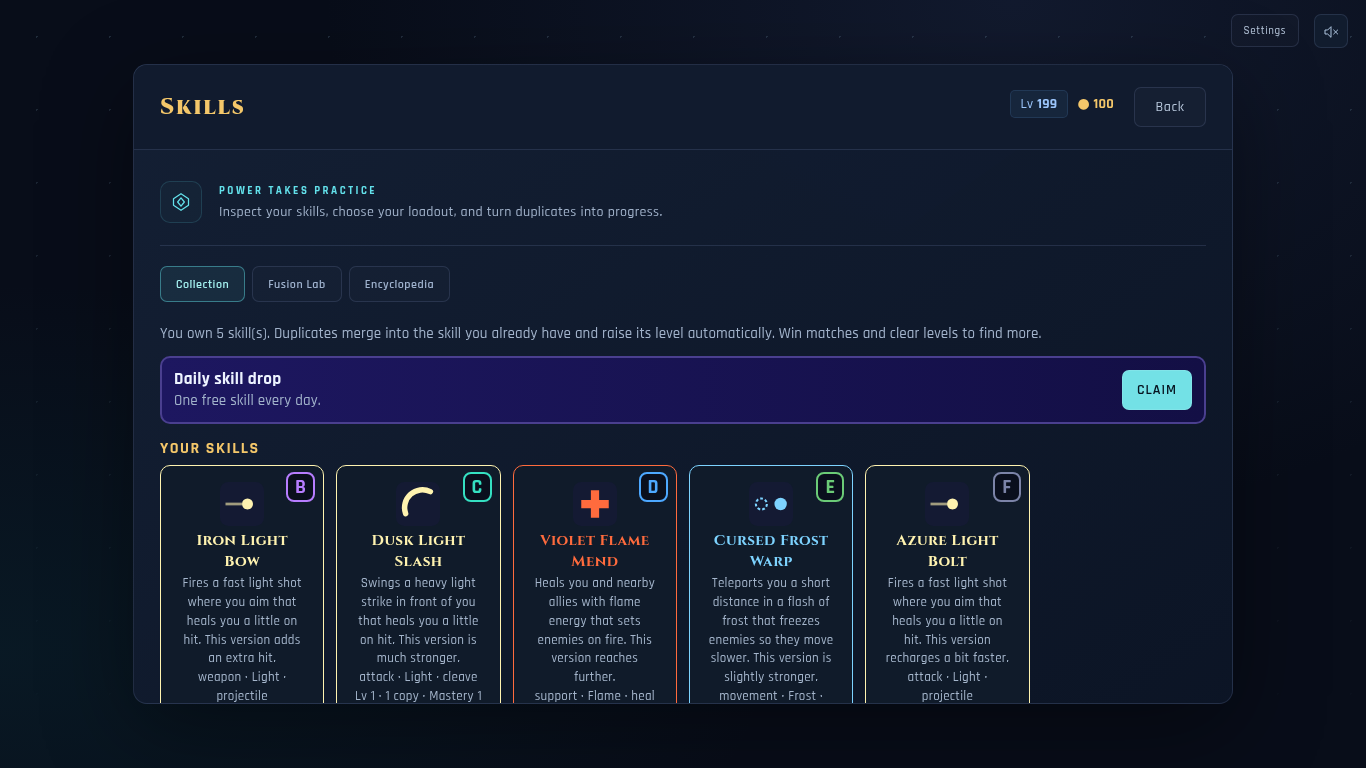 Settings
Skills
Lv 199
100
Back
POWER TAKES PRACTICE
Inspect your skills, choose your loadout, and turn duplicates into progress.
Collection
Fusion Lab
Encyclopedia
You own 5 skill(s). Duplicates merge into the skill you already have and raise its level automatically. Win matches and clear levels to find more.
Daily skill drop
One free skill every day.
CLAIM
YOUR SKILLS
B
Iron Light
Bow
Fires a fast light shot
where you aim that
heals you a little on
hit. This version adds
an extra hit.
weapon · Light ·
projectile
C
Dusk Light
Slash
Swings a heavy light
strike in front of you
that heals you a little
on hit. This version is
much stronger.
attack · Light · cleave
Lv 1 · 1 copy · Mastery 1
D
Violet Flame
Mend
Heals you and nearby
allies with flame
energy that sets
enemies on fire. This
version reaches
further.
support · Flame · heal
E
Cursed Frost
Warp
Teleports you a short
distance in a flash of
frost that freezes
enemies so they move
slower. This version is
slightly stronger.
movement · Frost ·
F
Azure Light
Bolt
Fires a fast light shot
where you aim that
heals you a little on
hit. This version
recharges a bit faster.
attack · Light ·
projectile